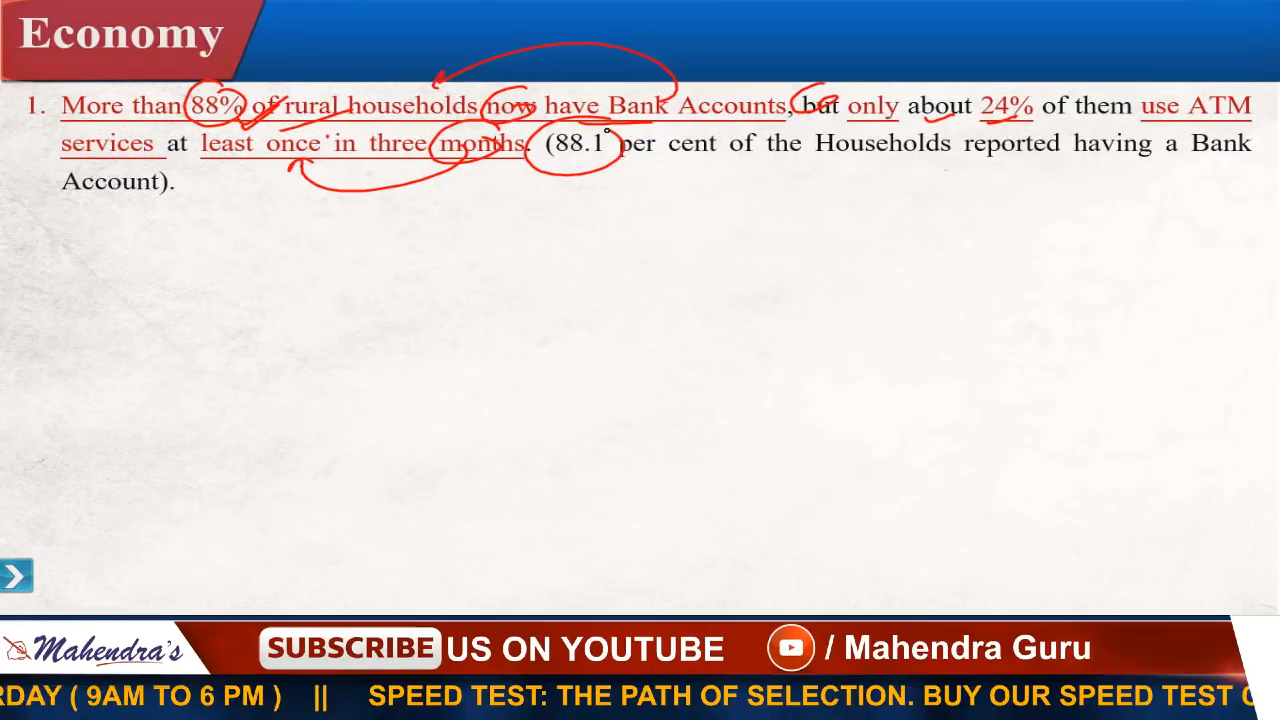 Economy
1. More than 88% of rural households now have Bank Accounts, but only about 24% of them use ATM
services at least once in three months. (88.1 per cent of the Households reported having a Bank
Account).
Mahendra's
SUBSCRIBE US ON YOUTUBE / Mahendra Guru
RDAY ( 9AM TO 6 PM ) || SPEED TEST: THE PATH OF SELECTION. BUY OUR SPEED TEST